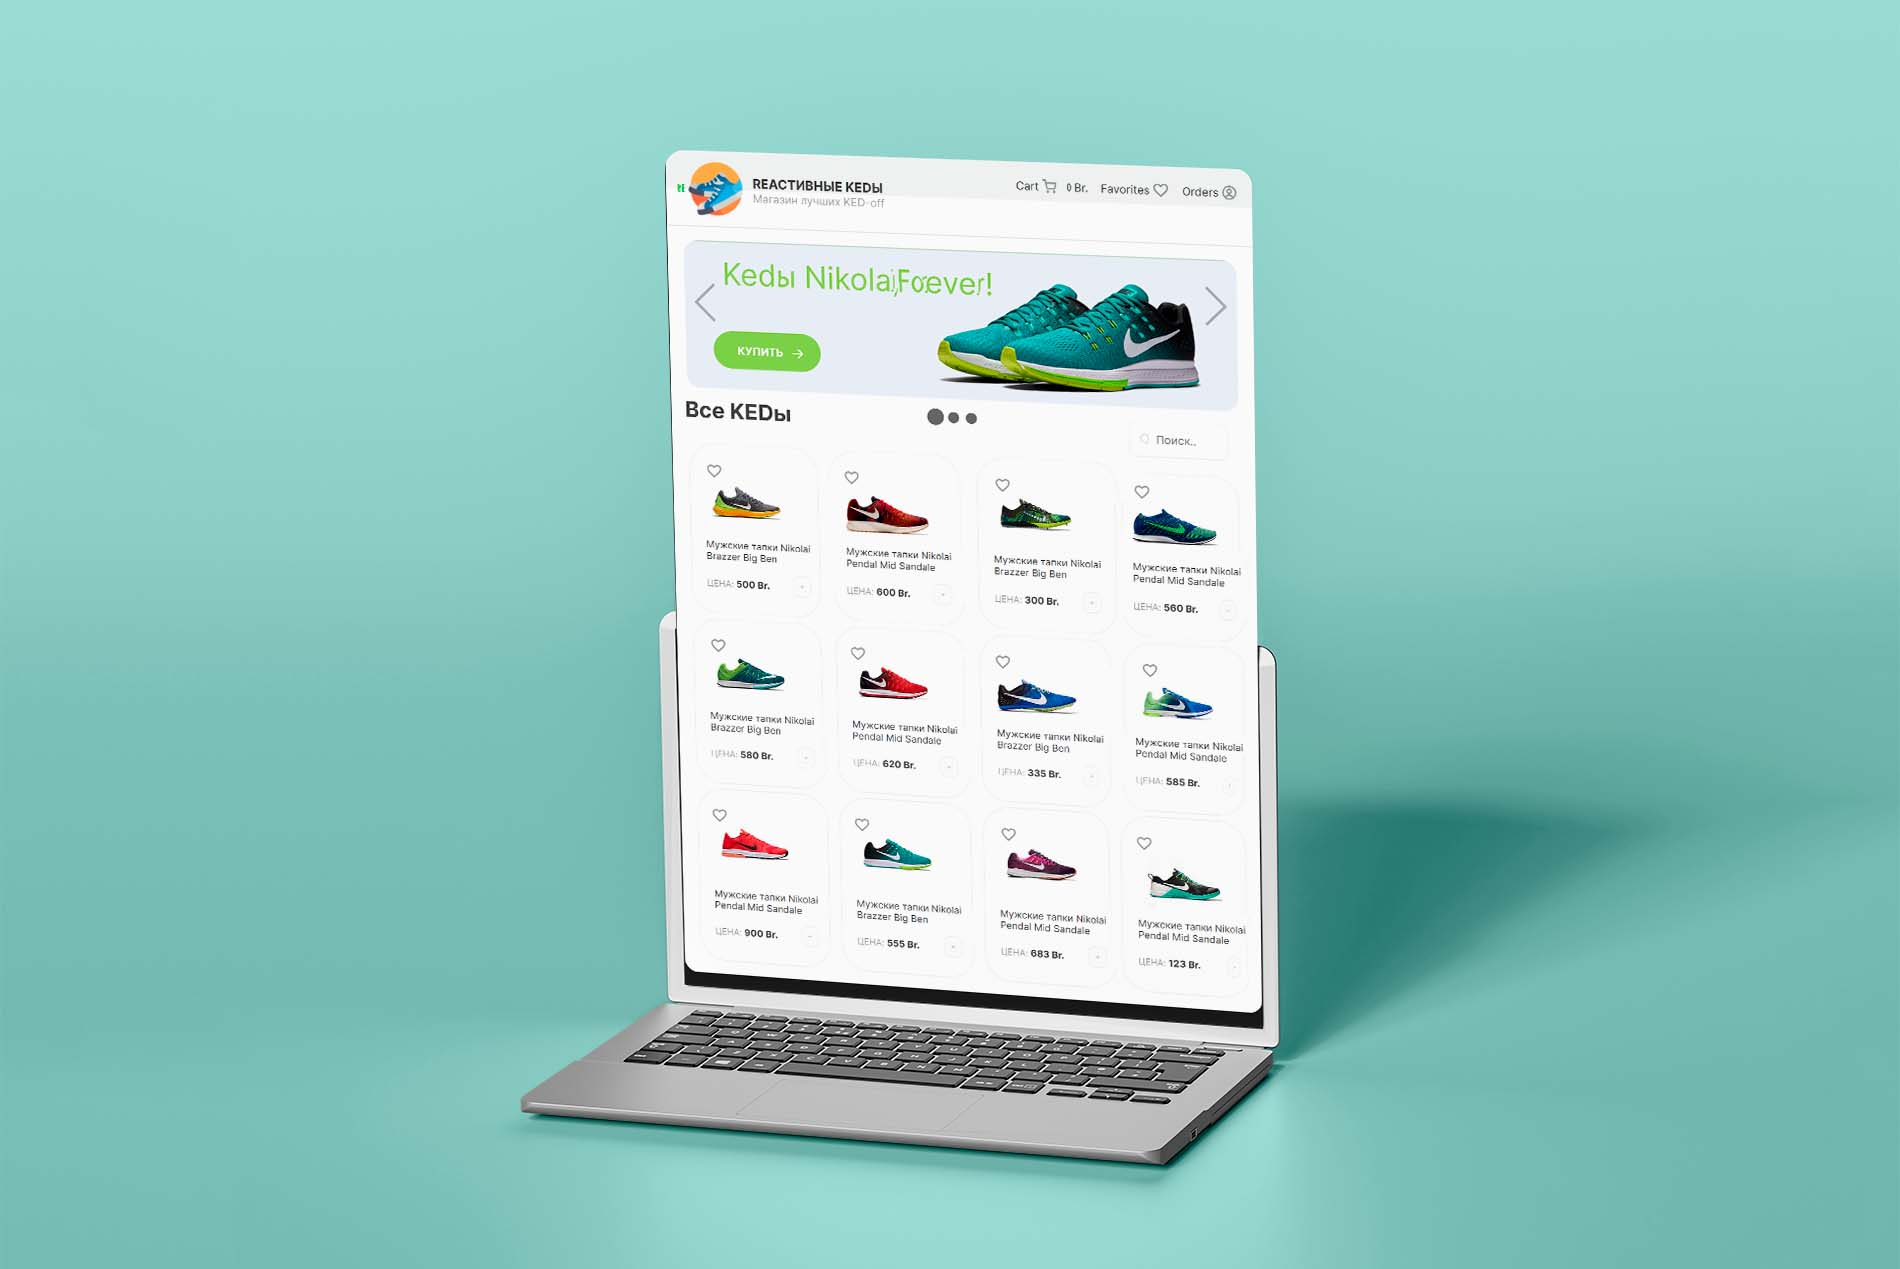 REАСТИВНЫЕ KEDЫ
Магазин лучших KED-off
Cart 0 Br. Favorites Orders
Kedы Nikolai, Foever!
КУПИТЬ
Все KEDы
Поиск..
Мужские тапки Nikolai
Brazzer Big Ben
ЦЕНА: 500 Br.
Мужские тапки Nikolai
Pendal Mid Sandale
ЦЕНА: 600 Br.
Мужские тапки Nikolai
Brazzer Big Ben
ЦЕНА: 300 Br.
Мужские тапки Nikolai
Pendal Mid Sandale
ЦЕНА: 560 Br.
Мужские тапки Nikolai
Brazzer Big Ben
ЦЕНА: 580 Br.
Мужские тапки Nikolai
Pendal Mid Sandale
ЦЕНА: 620 Br.
Мужские тапки Nikolai
Brazzer Big Ben
ЦЕНА: 335 Br.
Мужские тапки Nikolai
Pendal Mid Sandale
ЦЕНА: 585 Br.
Мужские тапки Nikolai
Pendal Mid Sandale
ЦЕНА: 900 Br.
Мужские тапки Nikolai
Brazzer Big Ben
ЦЕНА: 555 Br.
Мужские тапки Nikolai
Pendal Mid Sandale
ЦЕНА: 683 Br.
Мужские тапки Nikolai
Pendal Mid Sandale
ЦЕНА: 123 Br.